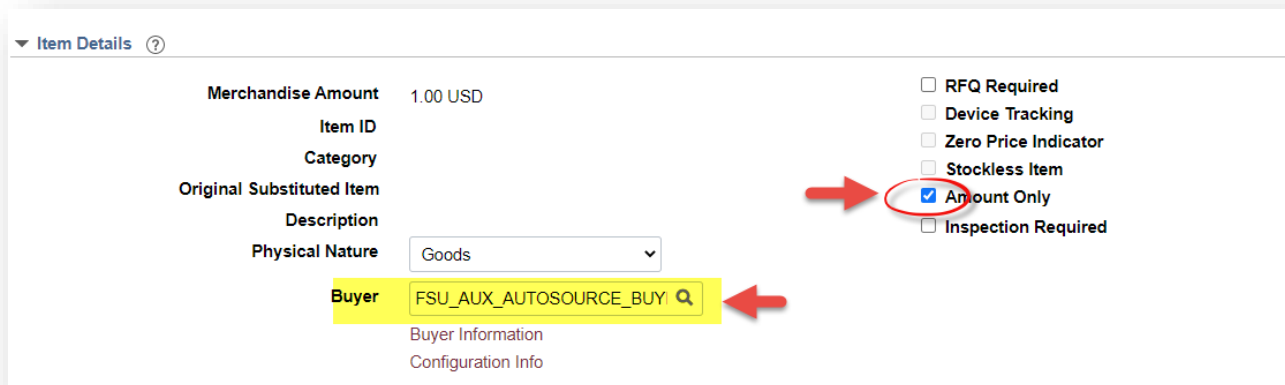 Item Details ?
Merchandise Amount 1.00 USD
Item ID
Category
Original Substituted Item
Description
Physical Nature Goods
Buyer FSU_AUX_AUTOSOURCE_BUY
Buyer Information
Configuration Info
RFQ Required
Device Tracking
Zero Price Indicator
Stockless Item
Amount Only
Inspection Required